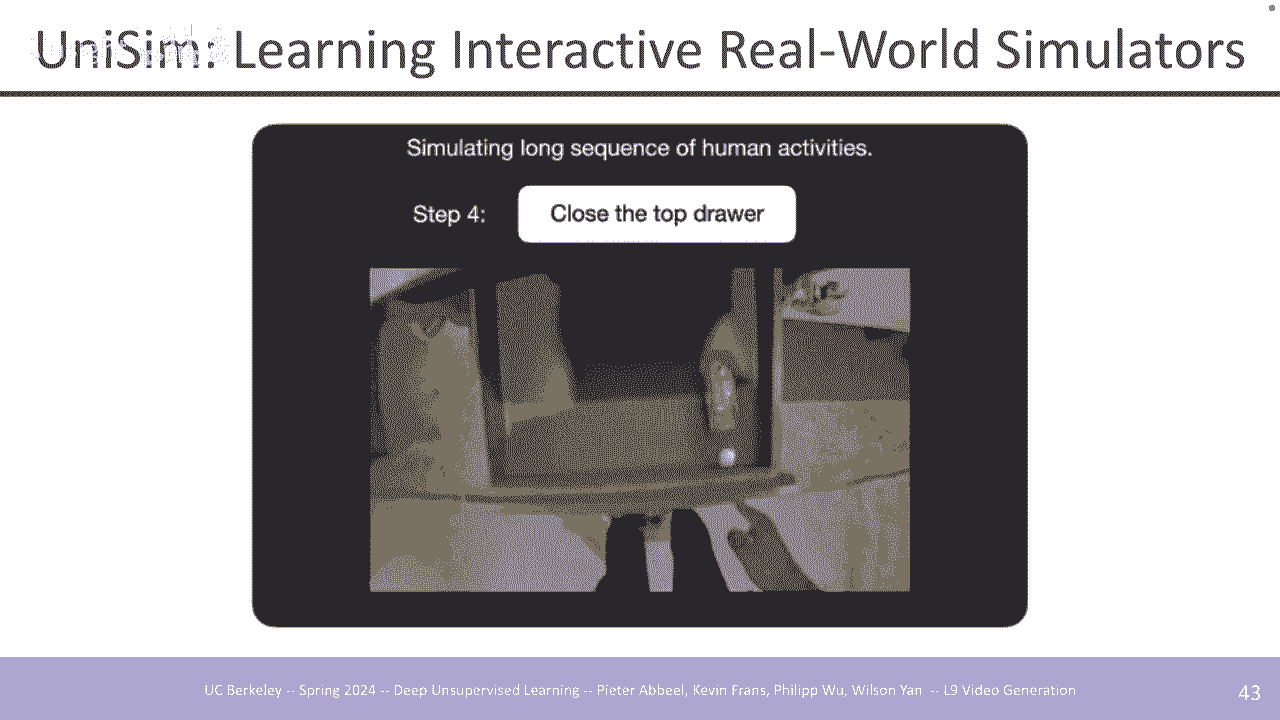 UniSim: Learning Interactive Real-World Simulators
Simulating long sequence of human activities.
Step 4: Close the top drawer
UC Berkeley -- Spring 2024 -- Deep Unsupervised Learning -- Pieter Abbeel, Kevin Frans, Philipp Wu, Wilson Yan -- L9 Video Generation
43